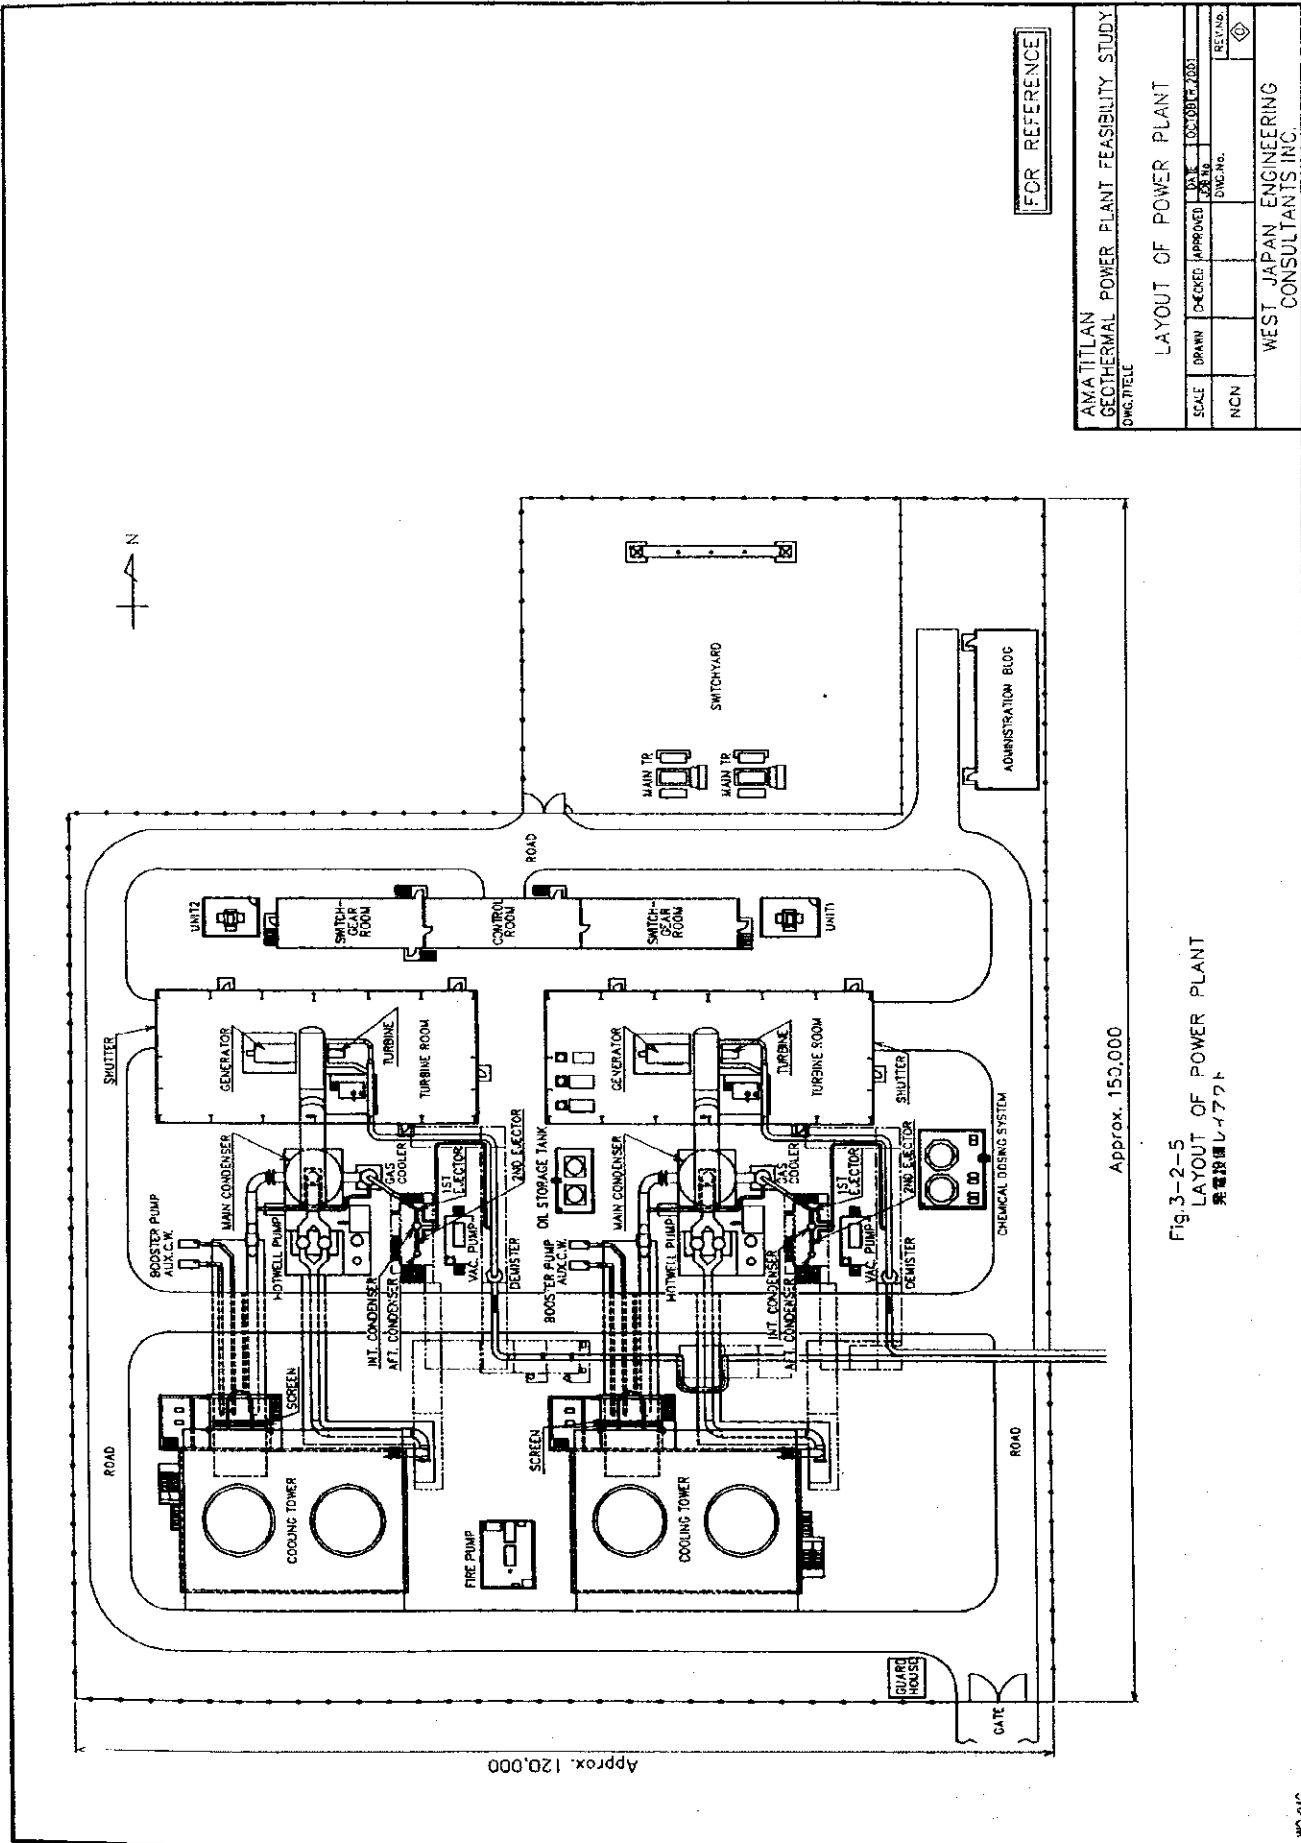 FOR REFERENCE
AMATITLAN
GEOTHERMAL POWER PLANT FEASIBILITY STUDY
DWG.TITELE
LAYOUT OF POWER PLANT
SCALE
DRAWN
CHECKED
APPROVED
DATE
OCTOBER,2001
JOB No
NCN
DWG.No.
REV.No.
0
WEST JAPAN ENGINEERING
CONSULTANTS INC.
N
SWITCHYARD
MAIN TR
MAIN TR
ADMINISTRATION BLDG
ROAD
UNIT2
SWITCH-
GEAR
ROOM
CONTROL
ROOM
SWITCH-
GEAR
ROOM
UNIT1
SHUTTER
GENERATOR
TURBINE
TURBINE ROOM
GENERATOR
TURBINE
TURBINE ROOM
SHUTTER
BOOSTER PUMP
AUX.C.W.
MAIN CONDENSER
HOTWELL PUMP
GAS
COOLER
1ST
EJECTOR
2ND EJECTOR
VAC. PUMP
DEMISTER
INT. CONDENSER
AFT. CONDENSER
OIL STORAGE TANK
BOOSTER PUMP
AUX.C.W.
MAIN CONDENSER
HOTWELL PUMP
GAS
COOLER
1ST
EJECTOR
2ND EJECTOR
VAC. PUMP
DEMISTER
INT. CONDENSER
AFT. CONDENSER
CHEMICAL DOSING SYSTEM
ROAD
SCREEN
COOLING TOWER
FIRE PUMP
SCREEN
COOLING TOWER
ROAD
GUARD
HOUSE
GATE
Approx. 120,000
Approx. 150,000
Fig.3-2-5
LAYOUT OF POWER PLANT
発電設備レイアウト